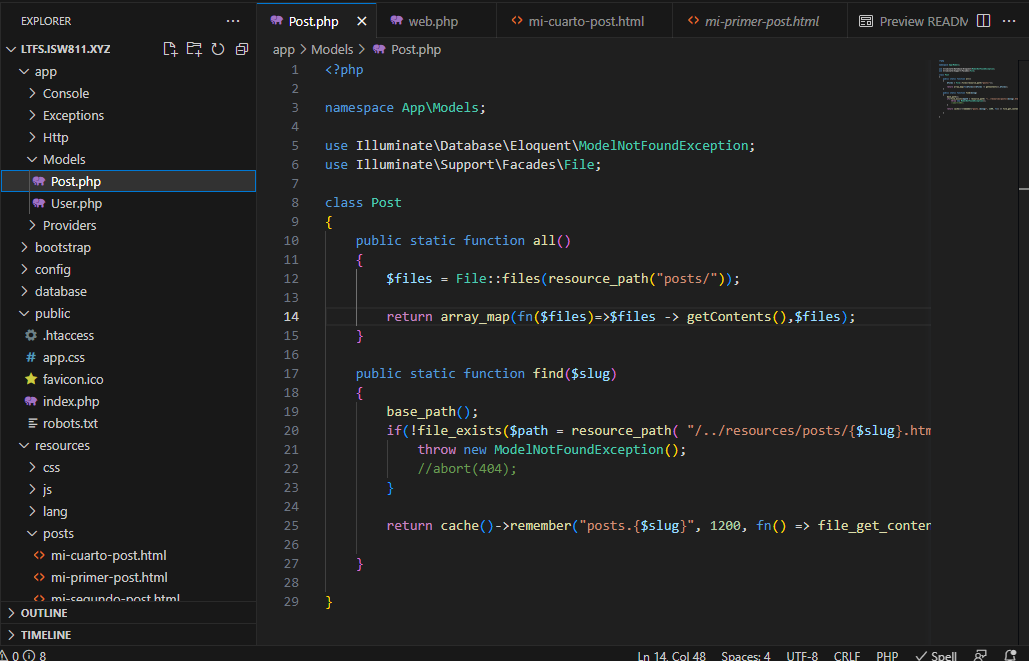 EXPLORER
Post.php
web.php
mi-cuarto-post.html
mi-primer-post.html
Preview READM
LTFS.ISW811.XYZ
app > Models > Post.php
app
Console
Exceptions
Http
Models
Post.php
User.php
Providers
bootstrap
config
database
public
.htaccess
app.css
favicon.ico
index.php
robots.txt
resources
css
js
lang
posts
mi-cuarto-post.html
mi-primer-post.html
mi-segundo-post.html
OUTLINE
TIMELINE
1 <?php
2
3 namespace App\Models;
4
5 use Illuminate\Database\Eloquent\ModelNotFoundException;
6 use Illuminate\Support\Facades\File;
7
8 class Post
9 {
10 public static function all()
11 {
12 $files = File::files(resource_path("posts/"));
13
14 return array_map(fn($files)=>$files -> getContents(),$files);
15 }
16
17 public static function find($slug)
18 {
19 base_path();
20 if(!file_exists($path = resource_path( "/../resources/posts/{$slug}.htm
21 throw new ModelNotFoundException();
22 //abort(404);
23 }
24
25 return cache()->remember("posts.{$slug}", 1200, fn() => file_get_conten
26
27 }
28
29 }
0 8
Ln 14, Col 48 Spaces: 4 UTF-8 CRLF PHP Spell